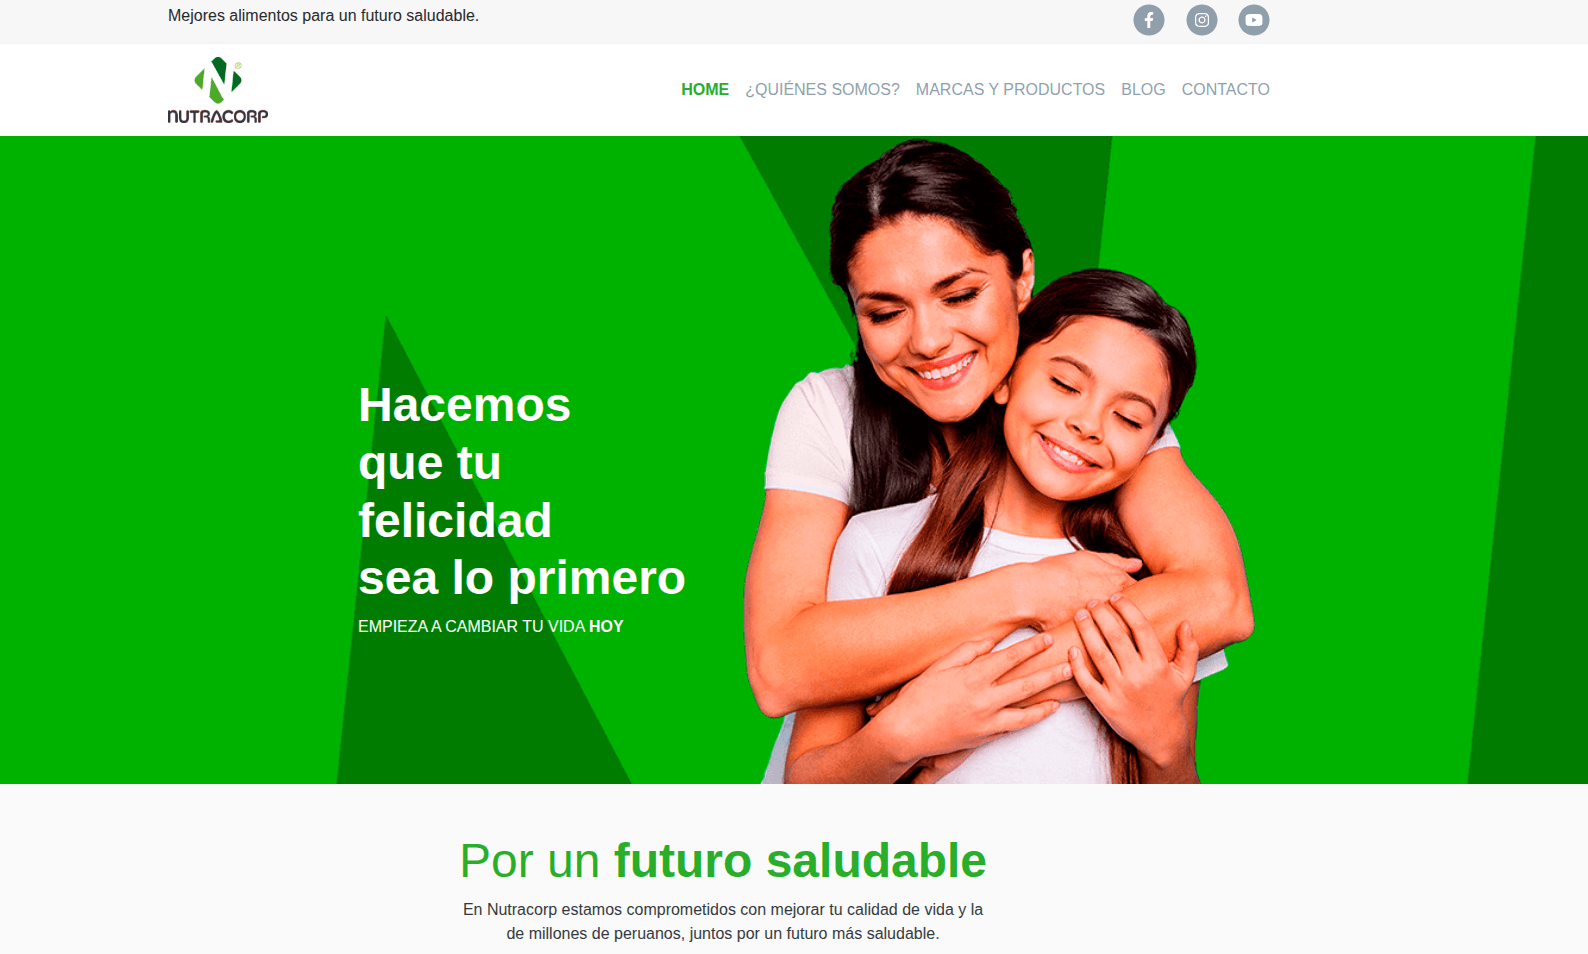 Mejores alimentos para un futuro saludable.
NUTRACORP
®
HOME ¿QUIÉNES SOMOS? MARCAS Y PRODUCTOS BLOG CONTACTO
Hacemos
que tu
felicidad
sea lo primero
EMPIEZA A CAMBIAR TU VIDA HOY
Por un futuro saludable
En Nutracorp estamos comprometidos con mejorar tu calidad de vida y la
de millones de peruanos, juntos por un futuro más saludable.